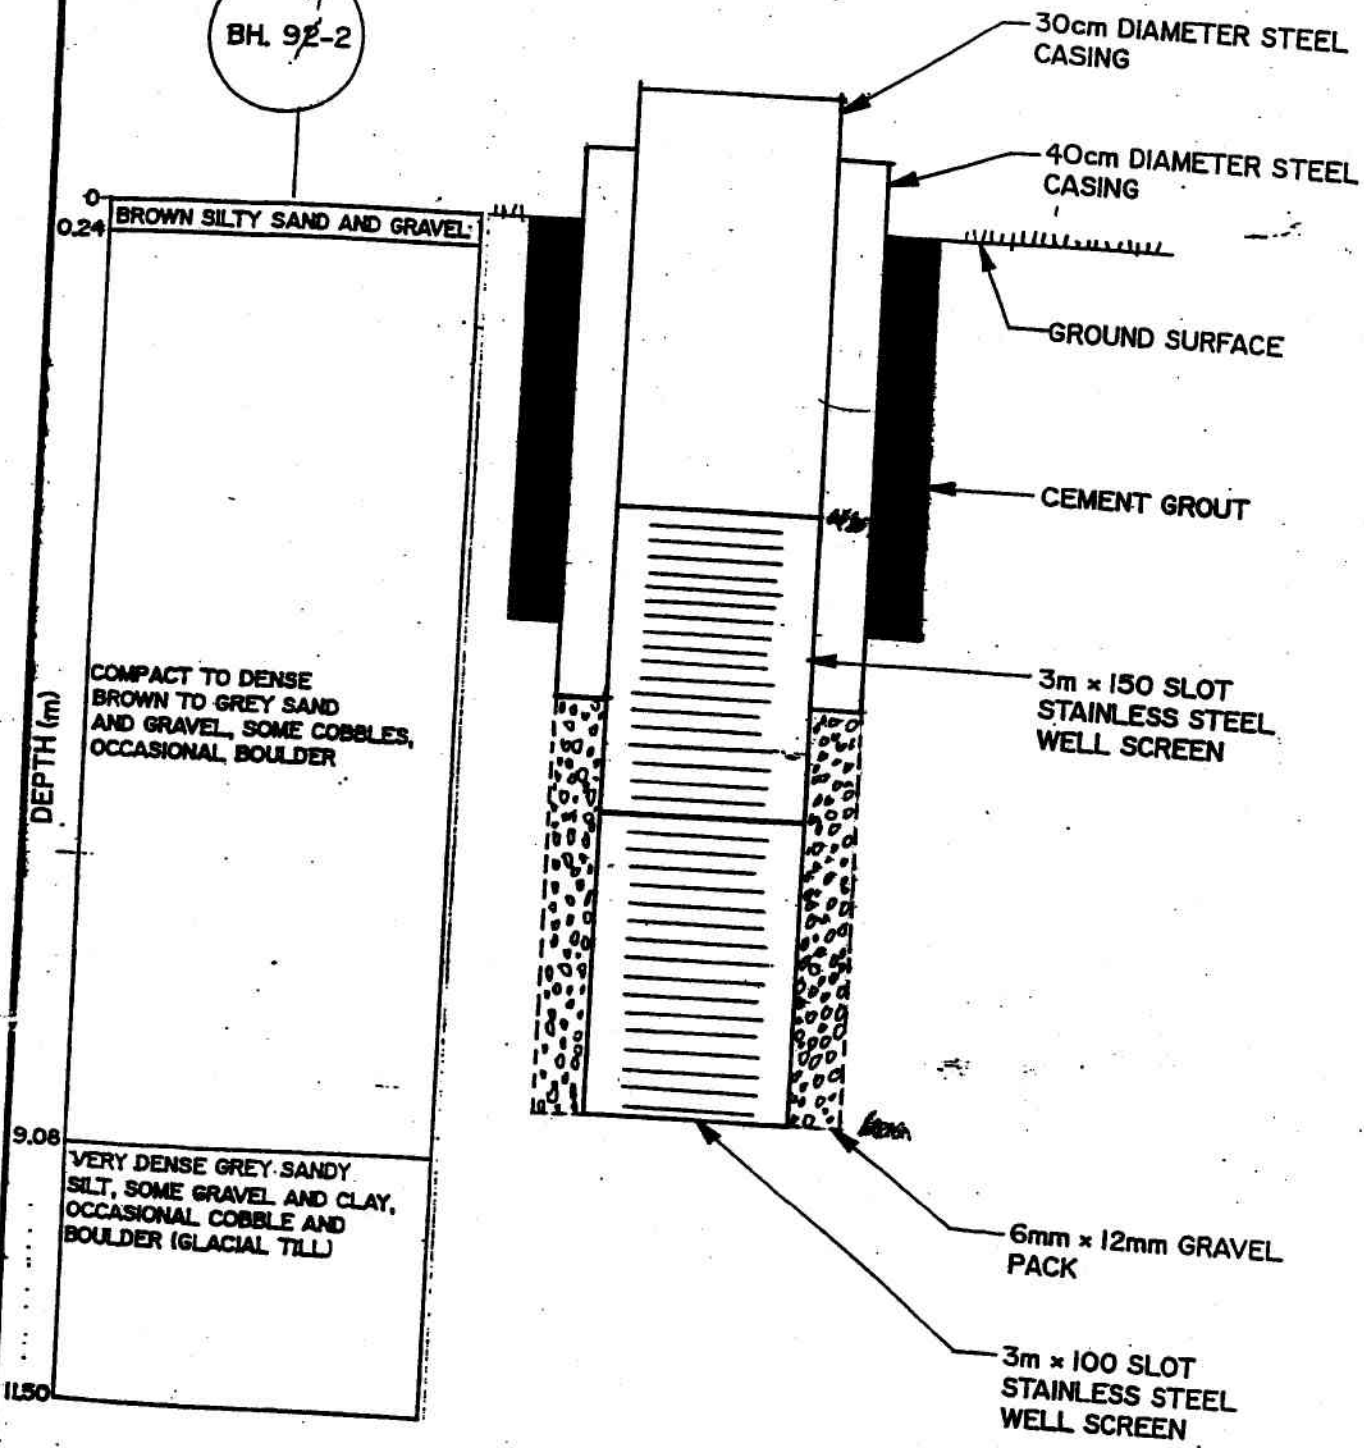 BH. 92-2
30cm DIAMETER STEEL
CASING
40cm DIAMETER STEEL
CASING
0
0.24
BROWN SILTY SAND AND GRAVEL
GROUND SURFACE
CEMENT GROUT
DEPTH (m)
COMPACT TO DENSE
BROWN TO GREY SAND
AND GRAVEL, SOME COBBLES,
OCCASIONAL BOULDER
3m x 150 SLOT
STAINLESS STEEL
WELL SCREEN
9.08
VERY DENSE GREY SANDY
SILT, SOME GRAVEL AND CLAY,
OCCASIONAL COBBLE AND
BOULDER (GLACIAL TILL)
6mm x 12mm GRAVEL
PACK
3m x 100 SLOT
STAINLESS STEEL
WELL SCREEN
11.50